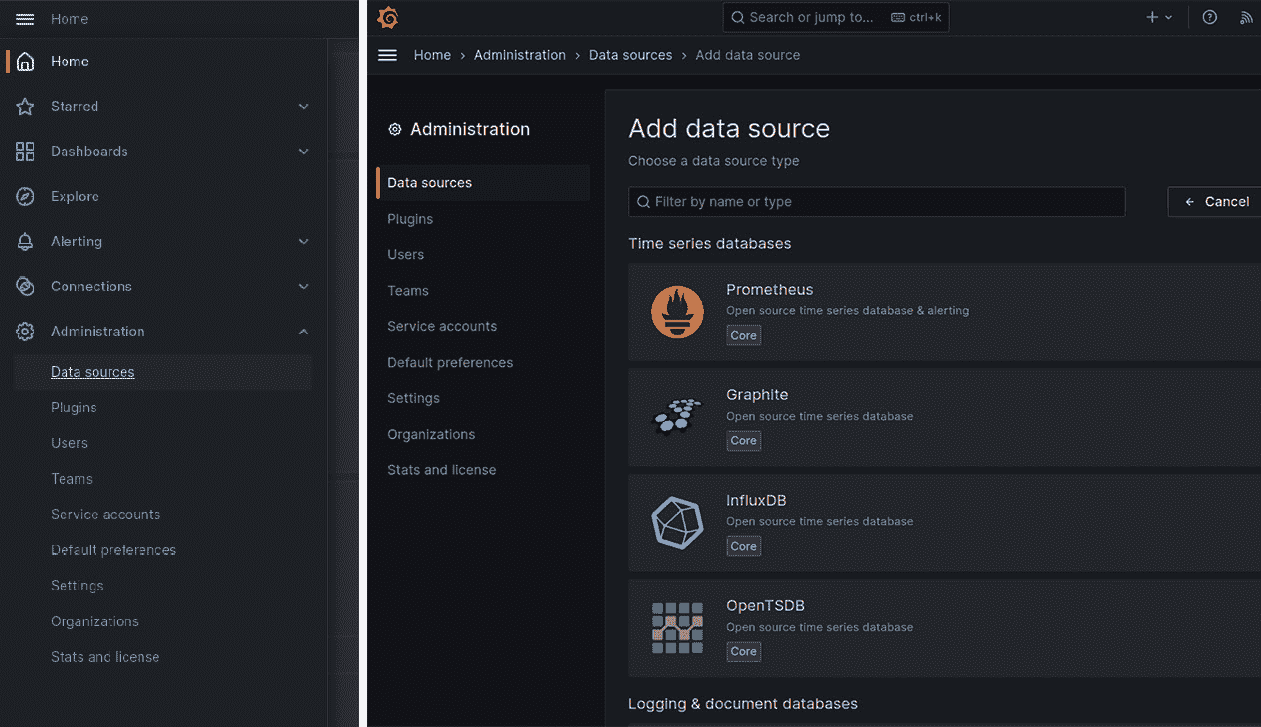 Home
Home
Starred
Dashboards
Explore
Alerting
Connections
Administration
Data sources
Plugins
Users
Teams
Service accounts
Default preferences
Settings
Organizations
Stats and license
Search or jump to... ctrl+k
Home › Administration › Data sources › Add data source
Administration
Data sources
Plugins
Users
Teams
Service accounts
Default preferences
Settings
Organizations
Stats and license
Add data source
Choose a data source type
Filter by name or type
Cancel
Time series databases
Prometheus
Open source time series database & alerting
Core
Graphite
Open source time series database
Core
InfluxDB
Open source time series database
Core
OpenTSDB
Open source time series database
Core
Logging & document databases